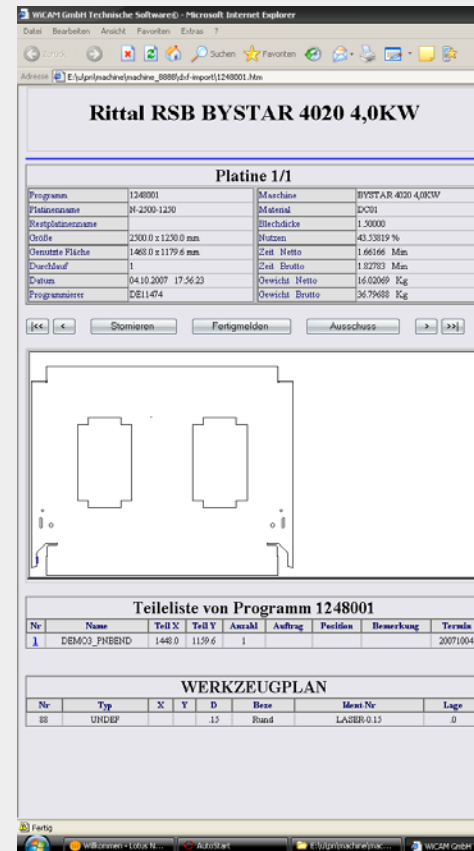 WiCAM GmbH Technische Software© - Microsoft Internet Explorer
Datei Bearbeiten Ansicht Favoriten Extras ?
Zurück Suchen Favoriten
Adresse E:\ulpnl\machine\machine_8888\dxf-import\1248001.htm
Rittal RSB BYSTAR 4020 4,0KW
Platine 1/1
Programm 1248001 Maschine BYSTAR 4020 4,0KW
Platinenname N-2500-1250 Material DC01
Restplatinenname Blechdicke 1.50000
Größe 2500.0 x 1250.0 mm Nutzen 43.53819 %
Genutzte Fläche 1468.0 x 1179.6 mm Zeit Netto 1.66166 Min
Durchlauf 1 Zeit Brutto 1.82783 Min
Datum 04.10.2007 17:56:23 Gewicht Netto 16.02069 Kg
Programmierer DE11474 Gewicht Brutto 36.79688 Kg
|<< < Stornieren Fertigmelden Ausschuss > >>|
Teileliste von Programm 1248001
Nr Name Teil X Teil Y Anzahl Auftrag Position Bemerkung Termin
1 DEMO3_PNBEND 1448.0 1159.6 1 20071004
WERKZEUGPLAN
Nr Typ X Y D Beze Ident-Nr Lage
88 UNDEF .15 Rund LASER-0.15 .0
Fertig
Willkommen - Lotus N... AutoStart E:\ulpnl\machine\mac... WiCAM GmbH